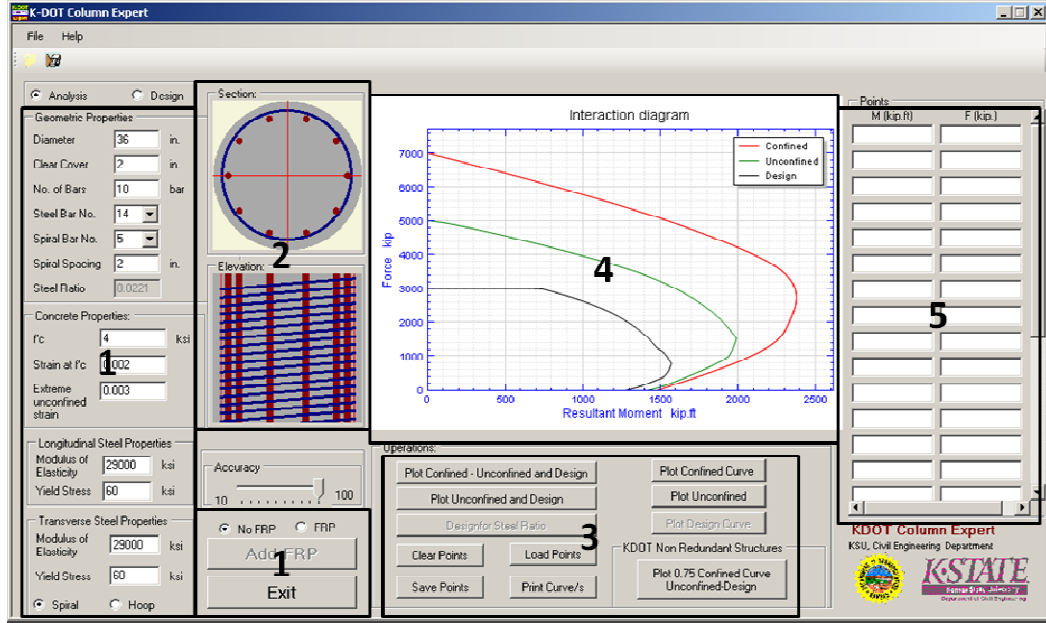 K-DOT Column Expert
File Help
Analysis Design
Geometric Properties
Diameter 36 in.
Clear Cover 2 in
No. of Bars 10 bar
Steel Bar No. 14
Spiral Bar No. 5
Spiral Spacing 2 in.
Steel Ratio 0.0221
Concrete Properties:
f'c 4 ksi
Strain at f'c 0.002
1
Extreme unconfined strain 0.003
Longitudinal Steel Properties
Modulus of Elasticity 29000 ksi
Yield Stress 60 ksi
Transverse Steel Properties
Modulus of Elasticity 29000 ksi
Yield Stress 60 ksi
Spiral Hoop
Section:
2
Elevation:
Accuracy
10 100
No FRP FRP
Add FRP
1
Exit
Interaction diagram
Confined
Unconfined
Design
Force kip
7000
6000
5000
4000
3000
2000
1000
0
4
0 500 1000 1500 2000 2500
Resultant Moment kip.ft
Operations:
Plot Confined - Unconfined and Design
Plot Unconfined and Design
Design for Steel Ratio
Clear Points Load Points
Save Points Print Curve/s
3
Plot Confined Curve
Plot Unconfined
Plot Design Curve
KDOT Non Redundant Structures
Plot 0.75 Confined Curve
Unconfined-Design
Points
M (kip.ft) F (kip.)
5
KDOT Column Expert
KSU, Civil Engineering Department
K-STATE
Kansas State University
Department of Civil Engineering